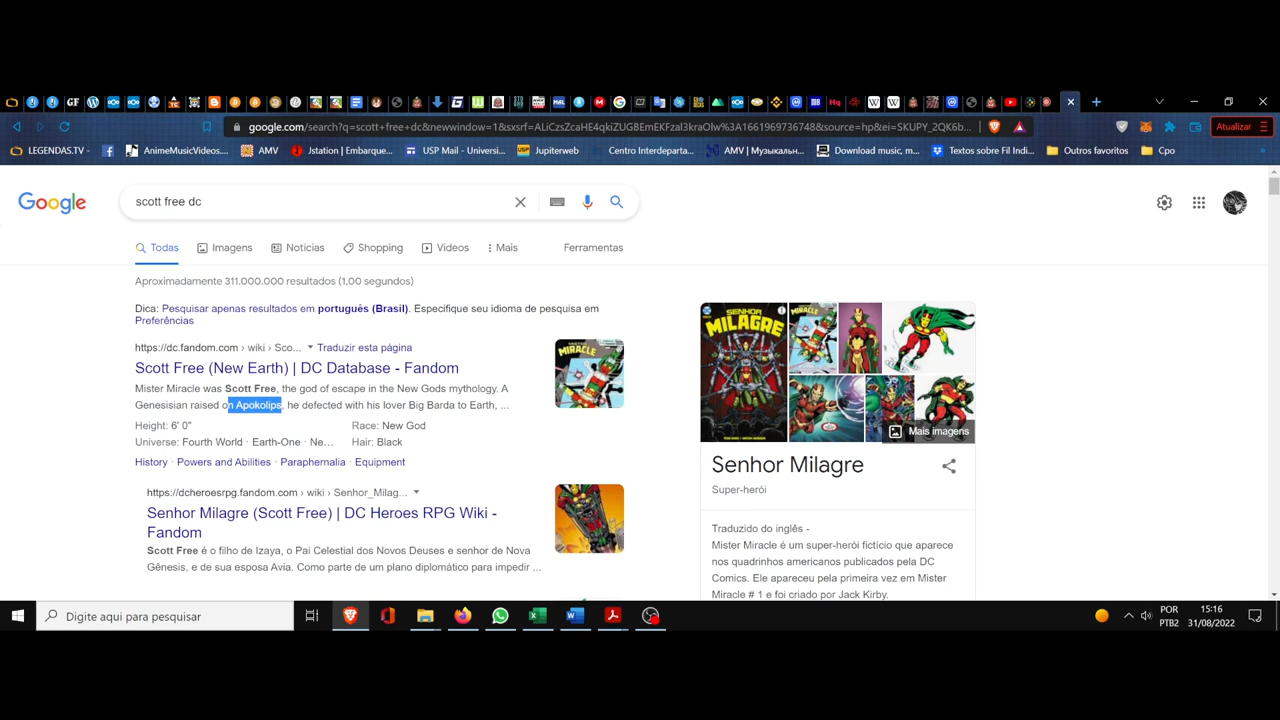 GF
google.com/search?q=scott+free+dc&newwindow=1&sxsrf=ALiCzsZcaHE4qkiZUGBEmEKFzal3kraOlw%3A1661969736748&source=hp&ei=SKUPY_2QK6b...
Atualizar
LEGENDAS.TV
AnimeMusicVideos...
AMV
Jstation | Embarque...
USP Mail - Universi...
Jupiterweb
Centro Interdeparta...
AMV | Музыкальн...
Download music, m...
Textos sobre Fil Indi...
Outros favoritos
Cpo
Google
scott free dc
Todas
Imagens
Notícias
Shopping
Vídeos
Mais
Ferramentas
Aproximadamente 311.000.000 resultados (1,00 segundos)
Dica: Pesquisar apenas resultados em português (Brasil). Especifique seu idioma de pesquisa em
Preferências
https://dc.fandom.com › wiki › Sco... Traduzir esta página
Scott Free (New Earth) | DC Database - Fandom
Mister Miracle was Scott Free, the god of escape in the New Gods mythology. A
Genesisian raised on Apokolips, he defected with his lover Big Barda to Earth, ...
Height: 6' 0" Race: New God
Universe: Fourth World · Earth-One · Ne... Hair: Black
History · Powers and Abilities · Paraphernalia · Equipment
https://dcheroesrpg.fandom.com › wiki › Senhor_Milag...
Senhor Milagre (Scott Free) | DC Heroes RPG Wiki -
Fandom
Scott Free é o filho de Izaya, o Pai Celestial dos Novos Deuses e senhor de Nova
Gênesis, e de sua esposa Avia. Como parte de um plano diplomático para impedir ...
SENHOR
MILAGRE
Mais imagens
Senhor Milagre
Super-herói
Traduzido do inglês -
Mister Miracle é um super-herói fictício que aparece
nos quadrinhos americanos publicados pela DC
Comics. Ele apareceu pela primeira vez em Mister
Miracle # 1 e foi criado por Jack Kirby.
Digite aqui para pesquisar
POR
PTB2
15:16
31/08/2022